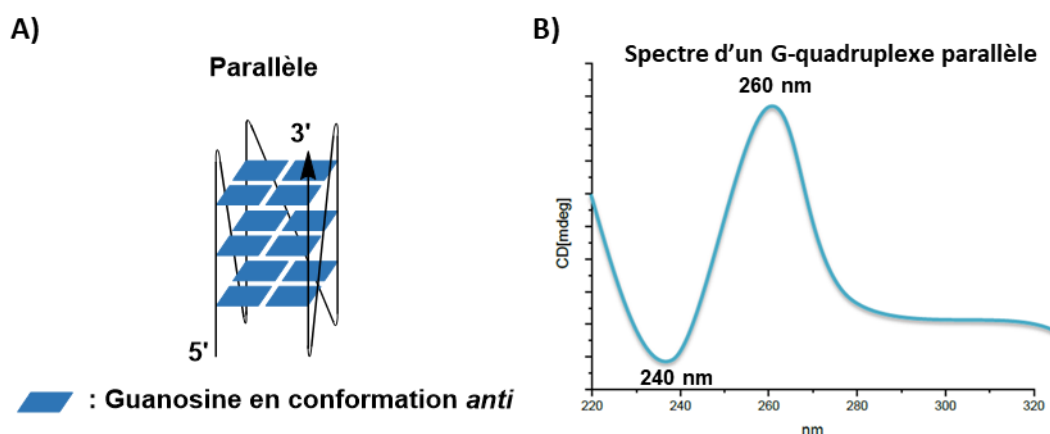 A)
Parallèle
3'
5'
: Guanosine en conformation anti
B)
Spectre d'un G-quadruplexe parallèle
260 nm
CD[mdeg]
240 nm
220 240 260 280 300 320
nm